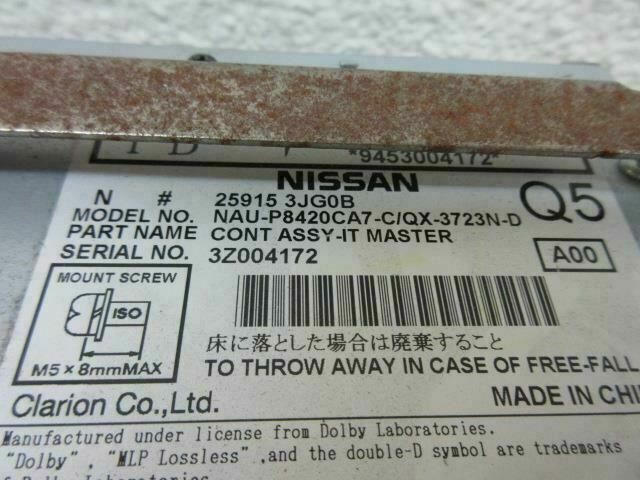 *9453004172*
NISSAN
N # 25915 3JG0B Q5
MODEL NO. NAU-P8420CA7-C/QX-3723N-D
PART NAME CONT ASSY-IT MASTER
SERIAL NO. 3Z004172 A00
MOUNT SCREW
ISO
M5×8mmMAX
床に落とした場合は廃棄すること
TO THROW AWAY IN CASE OF FREE-FALL
Clarion Co.,Ltd. MADE IN CHI
Manufactured under license from Dolby Laboratories.
"Dolby", "MLP Lossless",and the double-D symbol are trademarks
of Dolby Laboratories.